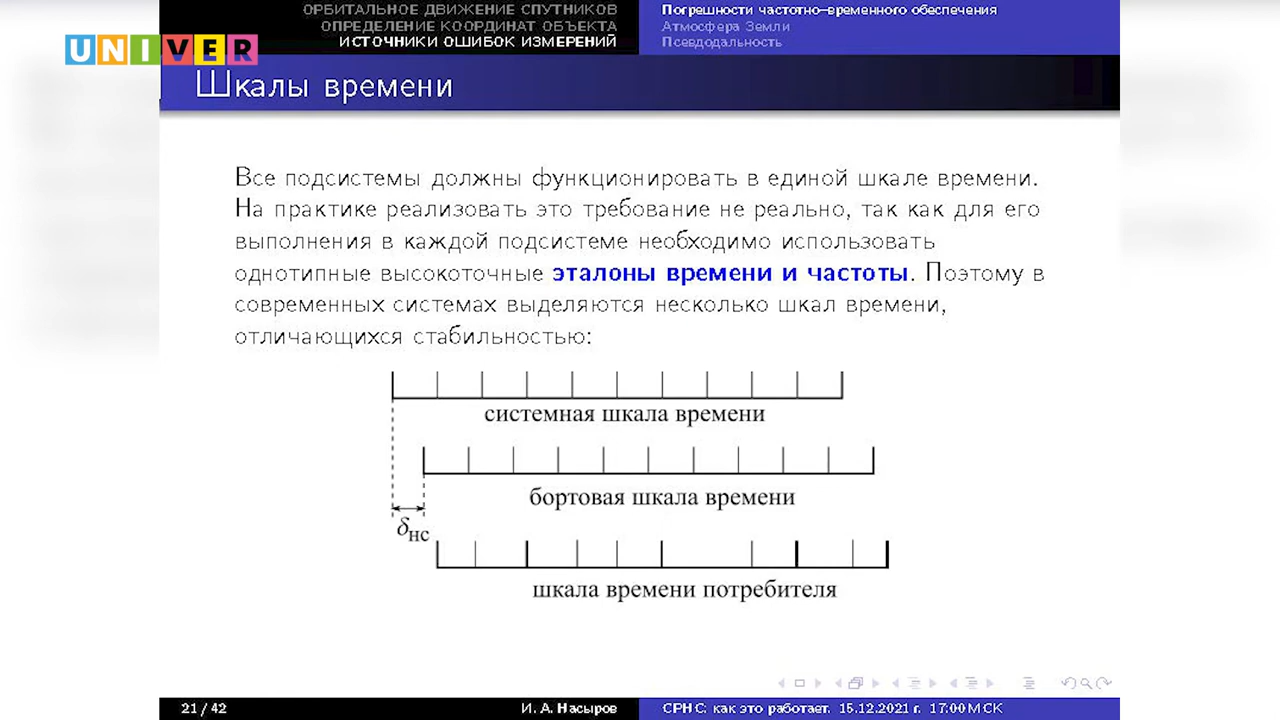 ОРБИТАЛЬНОЕ ДВИЖЕНИЕ СПУТНИКОВ
ОПРЕДЕЛЕНИЕ КООРДИНАТ ОБЪЕКТА
ИСТОЧНИКИ ОШИБОК ИЗМЕРЕНИЙ
Погрешности частотно–временного обеспечения
Атмосфера Земли
Псевдодальность
UNIVER
Шкалы времени
Все подсистемы должны функционировать в единой шкале времени.
На практике реализовать это требование не реально, так как для его
выполнения в каждой подсистеме необходимо использовать
однотипные высокоточные эталоны времени и частоты. Поэтому в
современных системах выделяются несколько шкал времени,
отличающихся стабильностью:
системная шкала времени
бортовая шкала времени
δнс
шкала времени потребителя
21 / 42
И. А. Насыров
СРНС: как это работает. 15.12.2021 г. 17:00 МСК